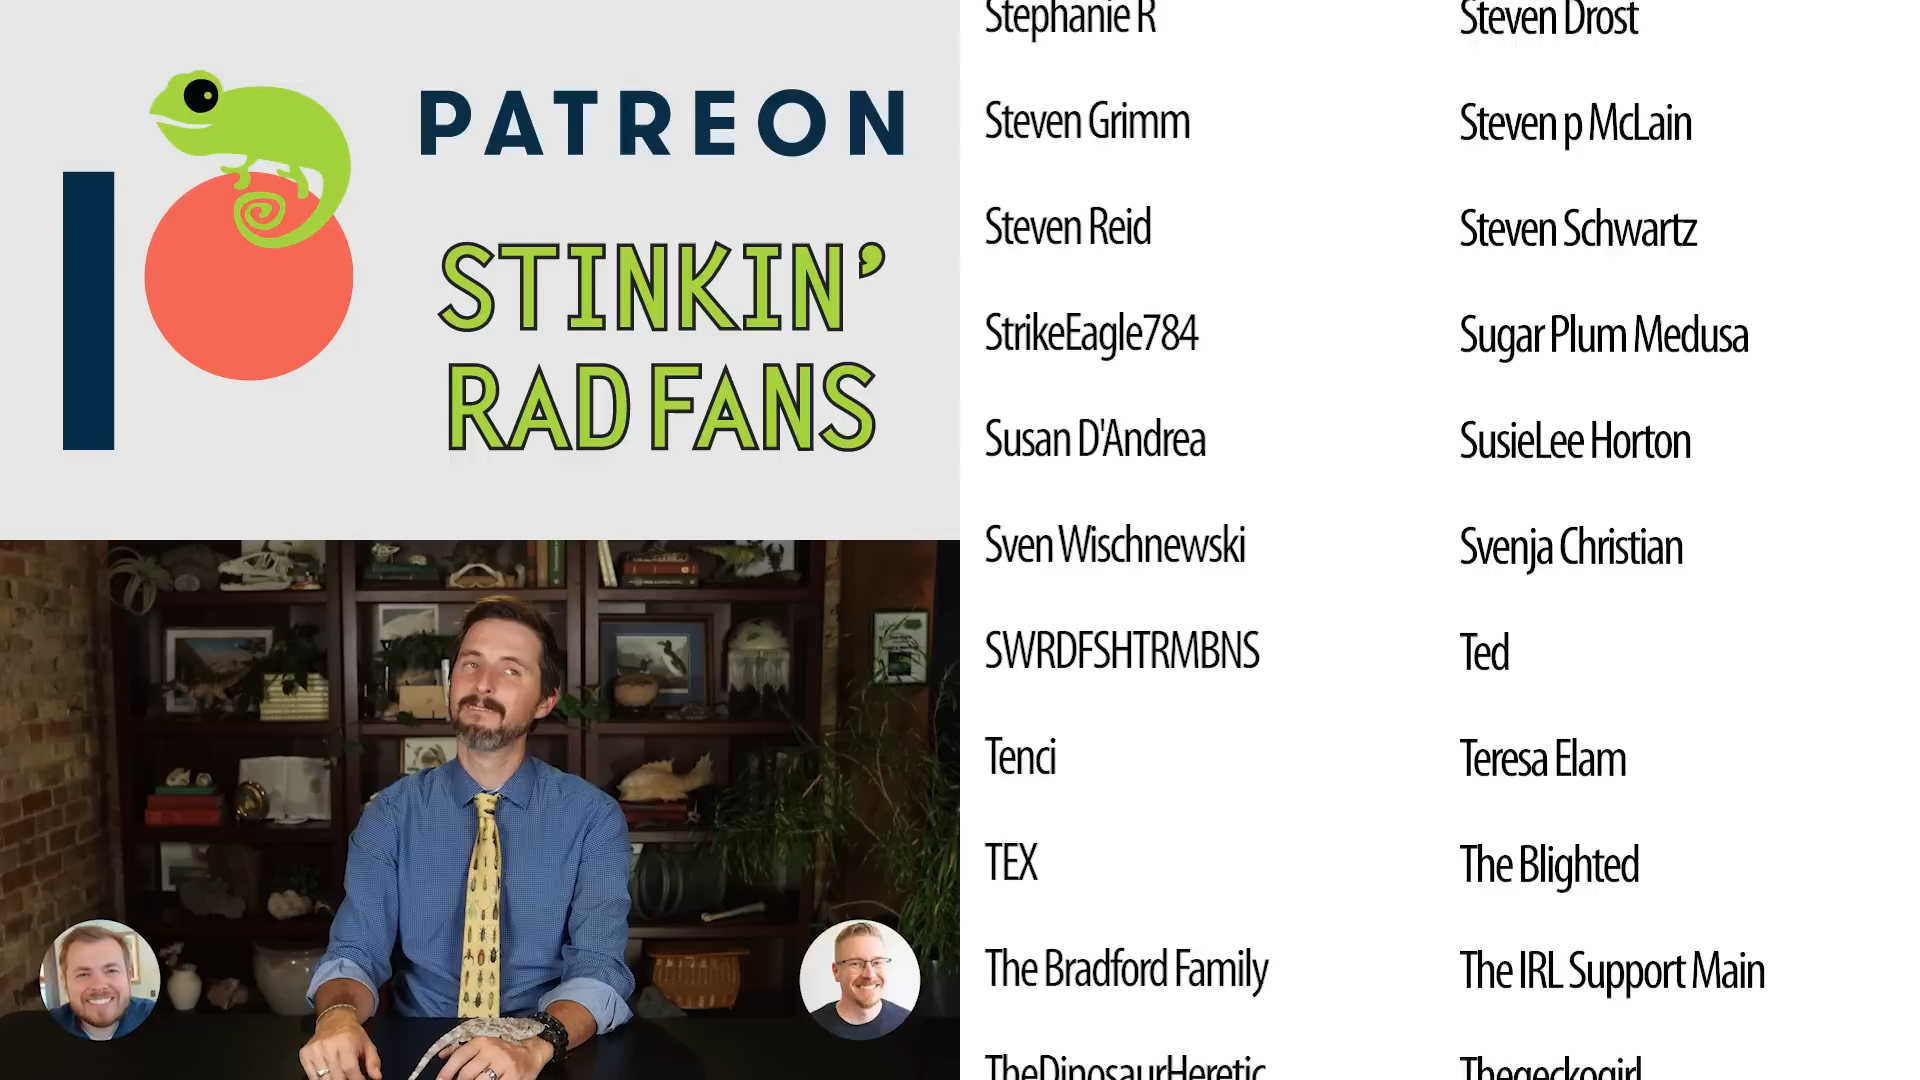 PATREON
STINKIN'
RAD FANS
Stephanie R
Steven Drost
Steven Grimm
Steven p McLain
Steven Reid
Steven Schwartz
StrikeEagle784
Sugar Plum Medusa
Susan D'Andrea
SusieLee Horton
Sven Wischnewski
Svenja Christian
SWRDFSHTRMBNS
Ted
Tenci
Teresa Elam
TEX
The Blighted
The Bradford Family
The IRL Support Main
TheDinosaurHeretic
Thegeckogirl